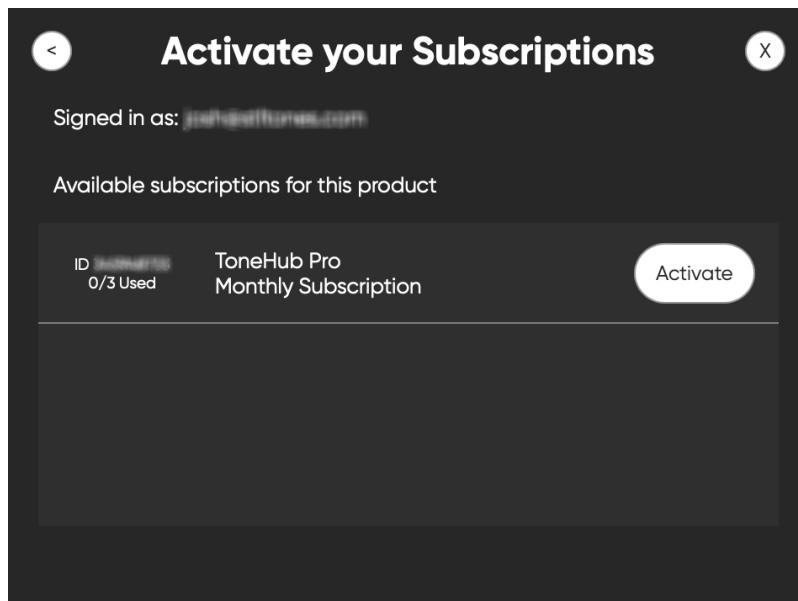 <
Activate your Subscriptions
X
Signed in as:
Available subscriptions for this product
ID
0/3 Used
ToneHub Pro
Monthly Subscription
Activate